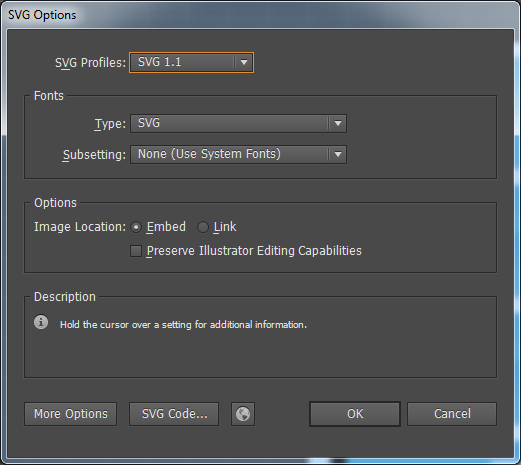 SVG Options
SVG Profiles: SVG 1.1
Fonts
Type: SVG
Subsetting: None (Use System Fonts)
Options
Image Location: Embed Link
Preserve Illustrator Editing Capabilities
Description
Hold the cursor over a setting for additional information.
More Options SVG Code... OK Cancel